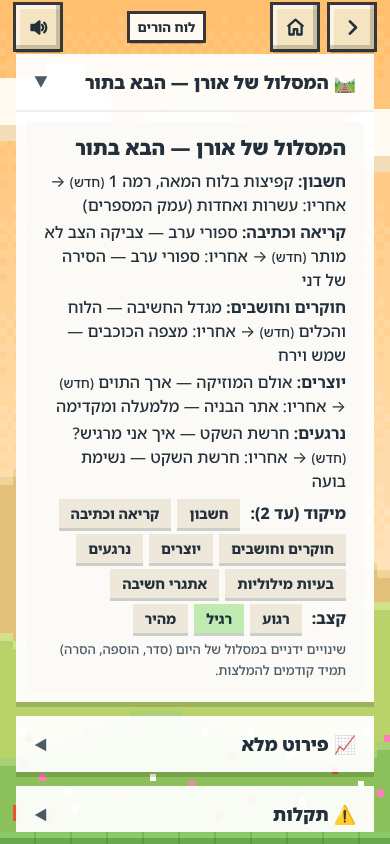 לוח הורים
🛤️ המסלול של אורן — הבא בתור ▼
המסלול של אורן — הבא בתור
חשבון: קפיצות בלוח המאה, רמה 1 (חדש) →
אחריו: עשרות ואחדות (עמק המספרים)
קריאה וכתיבה: ספורי ערב — צביקה הצב לא
מותר (חדש) → אחריו: ספורי ערב — הסירה
של דני
חוקרים וחושבים: מגדל החשיבה — הלוח
והכלים (חדש) → אחריו: מצפה הכוכבים —
שמש וירח
יוצרים: אולם המוזיקה — ארך התוים (חדש)
→ אחריו: אתר הבניה — מלמעלה ומקדימה
נרגעים: חרשת השקט — איך אני מרגיש?
(חדש) → אחריו: חרשת השקט — נשימת
בועה
מיקוד (עד 2): חשבון קריאה וכתיבה
חוקרים וחושבים יוצרים נרגעים
בעיות מילוליות אתגרי חשיבה
קצב: רגוע רגיל מהיר
שינויים ידניים במסלול של היום (סדר, הוספה, הסרה)
תמיד קודמים להמלצות.
📈 פירוט מלא ◀
⚠️ תקלות ◀